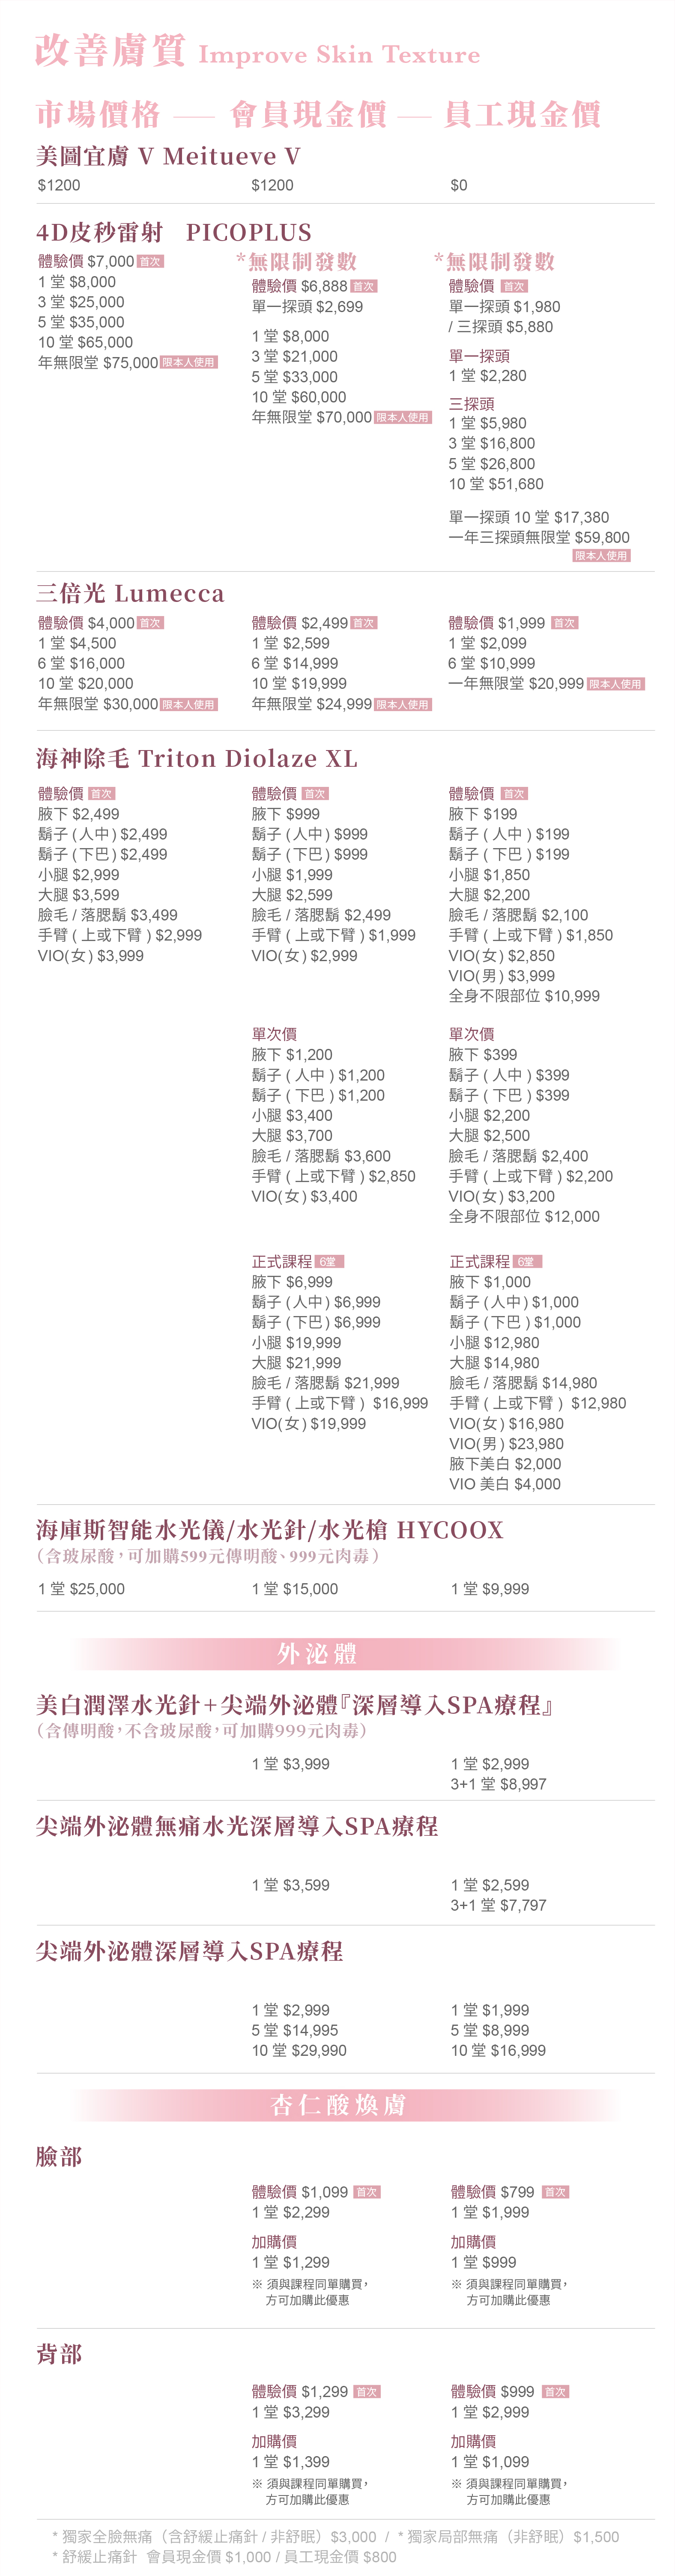 改善膚質 Improve Skin Texture
市場價格 —— 會員現金價 —— 員工現金價
美圖宜膚 V Meitueve V
$1200
$1200
$0
4D皮秒雷射 PICOPLUS
體驗價 $7,000 首次
1 堂 $8,000
3 堂 $25,000
5 堂 $35,000
10 堂 $65,000
年無限堂 $75,000 限本人使用
*無限制發數
體驗價 $6,888 首次
單一探頭 $2,699
1 堂 $8,000
3 堂 $21,000
5 堂 $33,000
10 堂 $60,000
年無限堂 $70,000 限本人使用
*無限制發數
體驗價 首次
單一探頭 $1,980
/ 三探頭 $5,880
單一探頭
1 堂 $2,280
三探頭
1 堂 $5,980
3 堂 $16,800
5 堂 $26,800
10 堂 $51,680
單一探頭 10 堂 $17,380
一年三探頭無限堂 $59,800
限本人使用
三倍光 Lumecca
體驗價 $4,000 首次
1 堂 $4,500
6 堂 $16,000
10 堂 $20,000
年無限堂 $30,000 限本人使用
體驗價 $2,499 首次
1 堂 $2,599
6 堂 $14,999
10 堂 $19,999
年無限堂 $24,999 限本人使用
體驗價 $1,999 首次
1 堂 $2,099
6 堂 $10,999
一年無限堂 $20,999 限本人使用
海神除毛 Triton Diolaze XL
體驗價 首次
腋下 $2,499
鬍子 (人中) $2,499
鬍子 (下巴) $2,499
小腿 $2,999
大腿 $3,599
臉毛 / 落腮鬍 $3,499
手臂 ( 上或下臂 ) $2,999
VIO(女) $3,999
體驗價 首次
腋下 $999
鬍子 (人中) $999
鬍子 (下巴) $999
小腿 $1,999
大腿 $2,599
臉毛 / 落腮鬍 $2,499
手臂 ( 上或下臂 ) $1,999
VIO(女) $2,999
單次價
腋下 $1,200
鬍子 ( 人中 ) $1,200
鬍子 ( 下巴 ) $1,200
小腿 $3,400
大腿 $3,700
臉毛 / 落腮鬍 $3,600
手臂 ( 上或下臂 ) $2,850
VIO(女) $3,400
正式課程 6堂
腋下 $6,999
鬍子 (人中) $6,999
鬍子 (下巴) $6,999
小腿 $19,999
大腿 $21,999
臉毛 / 落腮鬍 $21,999
手臂 ( 上或下臂 ) $16,999
VIO(女) $19,999
體驗價 首次
腋下 $199
鬍子 ( 人中 ) $199
鬍子 ( 下巴 ) $199
小腿 $1,850
大腿 $2,200
臉毛 / 落腮鬍 $2,100
手臂 ( 上或下臂 ) $1,850
VIO(女) $2,850
VIO(男) $3,999
全身不限部位 $10,999
單次價
腋下 $399
鬍子 ( 人中 ) $399
鬍子 ( 下巴 ) $399
小腿 $2,200
大腿 $2,500
臉毛 / 落腮鬍 $2,400
手臂 ( 上或下臂 ) $2,200
VIO(女) $3,200
全身不限部位 $12,000
正式課程 6堂
腋下 $1,000
鬍子 (人中) $1,000
鬍子 (下巴 ) $1,000
小腿 $12,980
大腿 $14,980
臉毛 / 落腮鬍 $14,980
手臂 ( 上或下臂 ) $12,980
VIO(女) $16,980
VIO(男) $23,980
腋下美白 $2,000
VIO 美白 $4,000
海庫斯智能水光儀/水光針/水光槍 HYCOOX
(含玻尿酸，可加購599元傳明酸、999元肉毒)
1 堂 $25,000
1 堂 $15,000
1 堂 $9,999
外泌體
美白潤澤水光針+尖端外泌體『深層導入SPA療程』
(含傳明酸，不含玻尿酸，可加購999元肉毒)
1 堂 $3,999
1 堂 $2,999
3+1 堂 $8,997
尖端外泌體無痛水光深層導入SPA療程
1 堂 $3,599
1 堂 $2,599
3+1 堂 $7,797
尖端外泌體深層導入SPA療程
1 堂 $2,999
5 堂 $14,995
10 堂 $29,990
1 堂 $1,999
5 堂 $8,999
10 堂 $16,999
杏仁酸煥膚
臉部
體驗價 $1,099 首次
1 堂 $2,299
加購價
1 堂 $1,299
※ 須與課程同單購買，
方可加購此優惠
體驗價 $799 首次
1 堂 $1,999
加購價
1 堂 $999
※ 須與課程同單購買，
方可加購此優惠
背部
體驗價 $1,299 首次
1 堂 $3,299
加購價
1 堂 $1,399
※ 須與課程同單購買，
方可加購此優惠
體驗價 $999 首次
1 堂 $2,999
加購價
1 堂 $1,099
※ 須與課程同單購買，
方可加購此優惠
* 獨家全臉無痛（含舒緩止痛針 / 非舒眠）$3,000 / * 獨家局部無痛（非舒眠）$1,500
* 舒緩止痛針 會員現金價 $1,000 / 員工現金價 $800